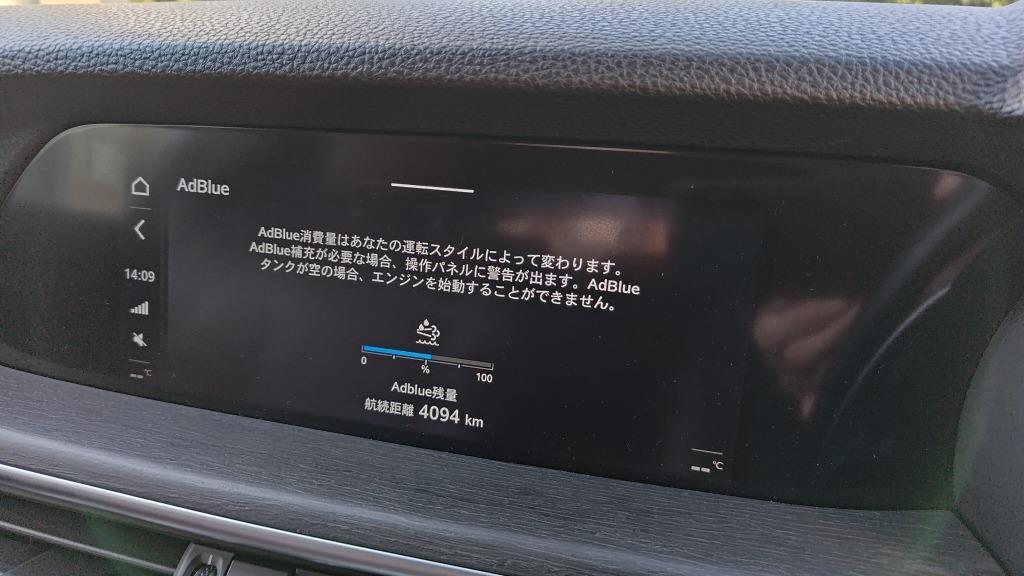 AdBlue
AdBlue消費量はあなたの運転スタイルによって変わります。
AdBlue補充が必要な場合、操作パネルに警告が出ます。AdBlue
タンクが空の場合、エンジンを始動することができません。
14:09
0
%
100
Adblue残量
航続距離 4094 km
--℃
--℃